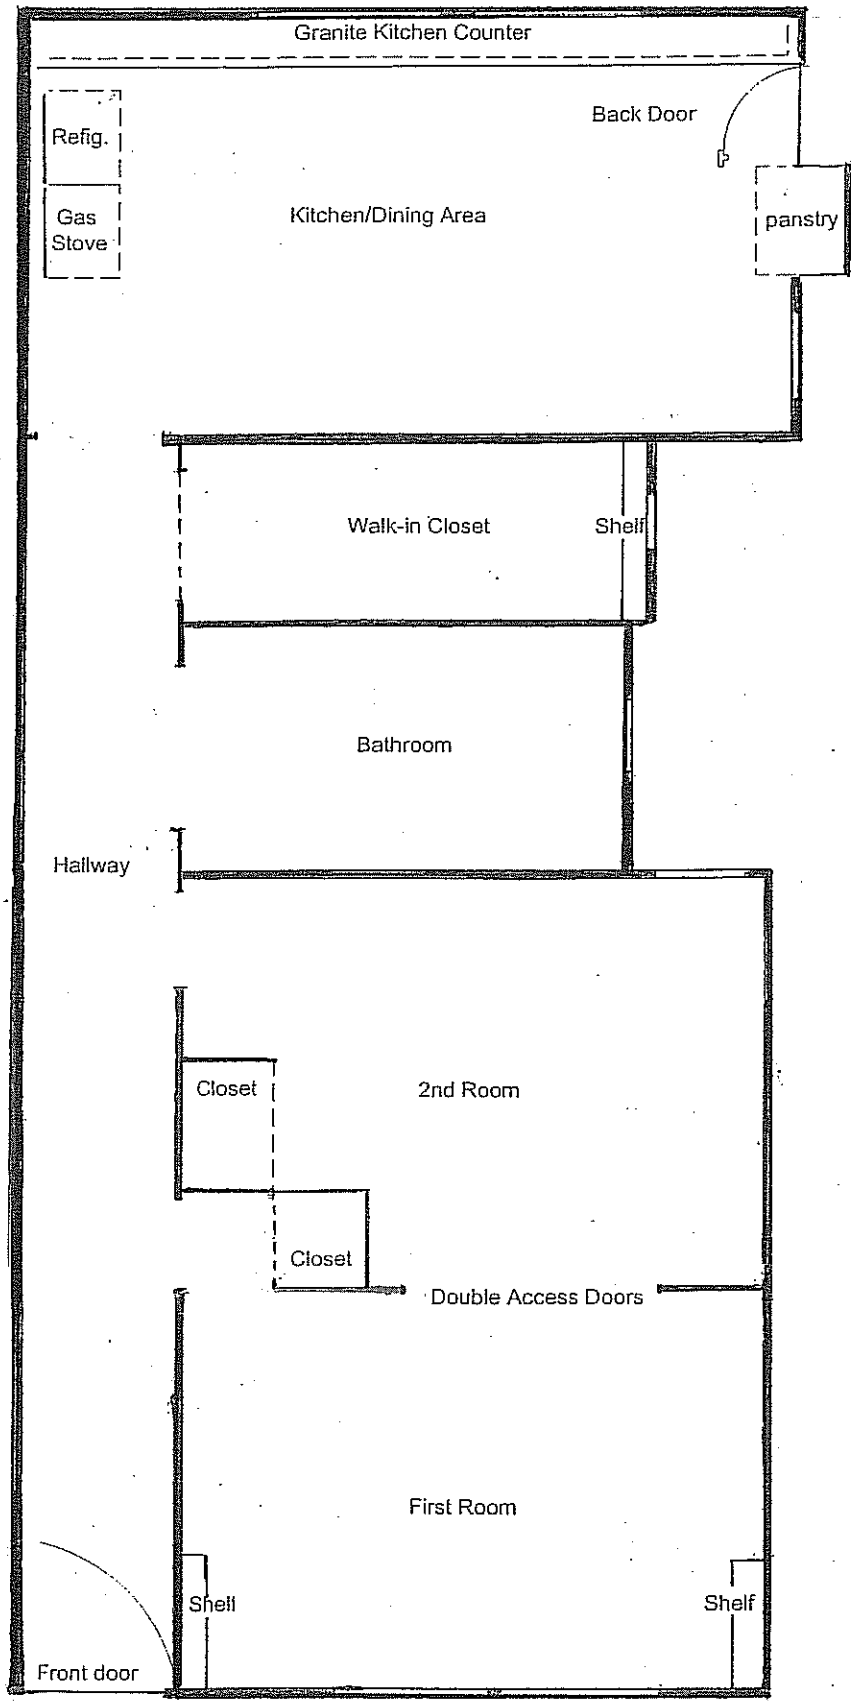 Granite Kitchen Counter
Back Door
Refig.
Gas
Stove
Kitchen/Dining Area
panstry
Walk-in Closet
Shelf
Bathroom
Hallway
Closet
2nd Room
Closet
Double Access Doors
First Room
Shelf
Shelf
Front door